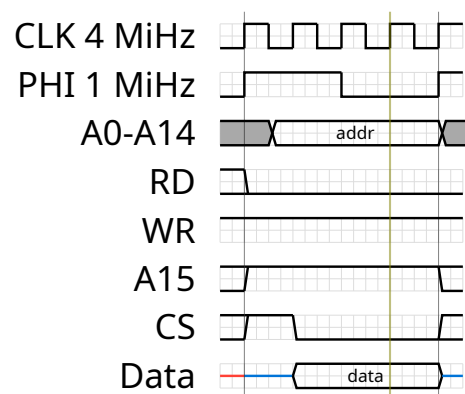 CLK 4 MiHz
PHI 1 MiHz
A0-A14 addr
RD
WR
A15
CS
Data data